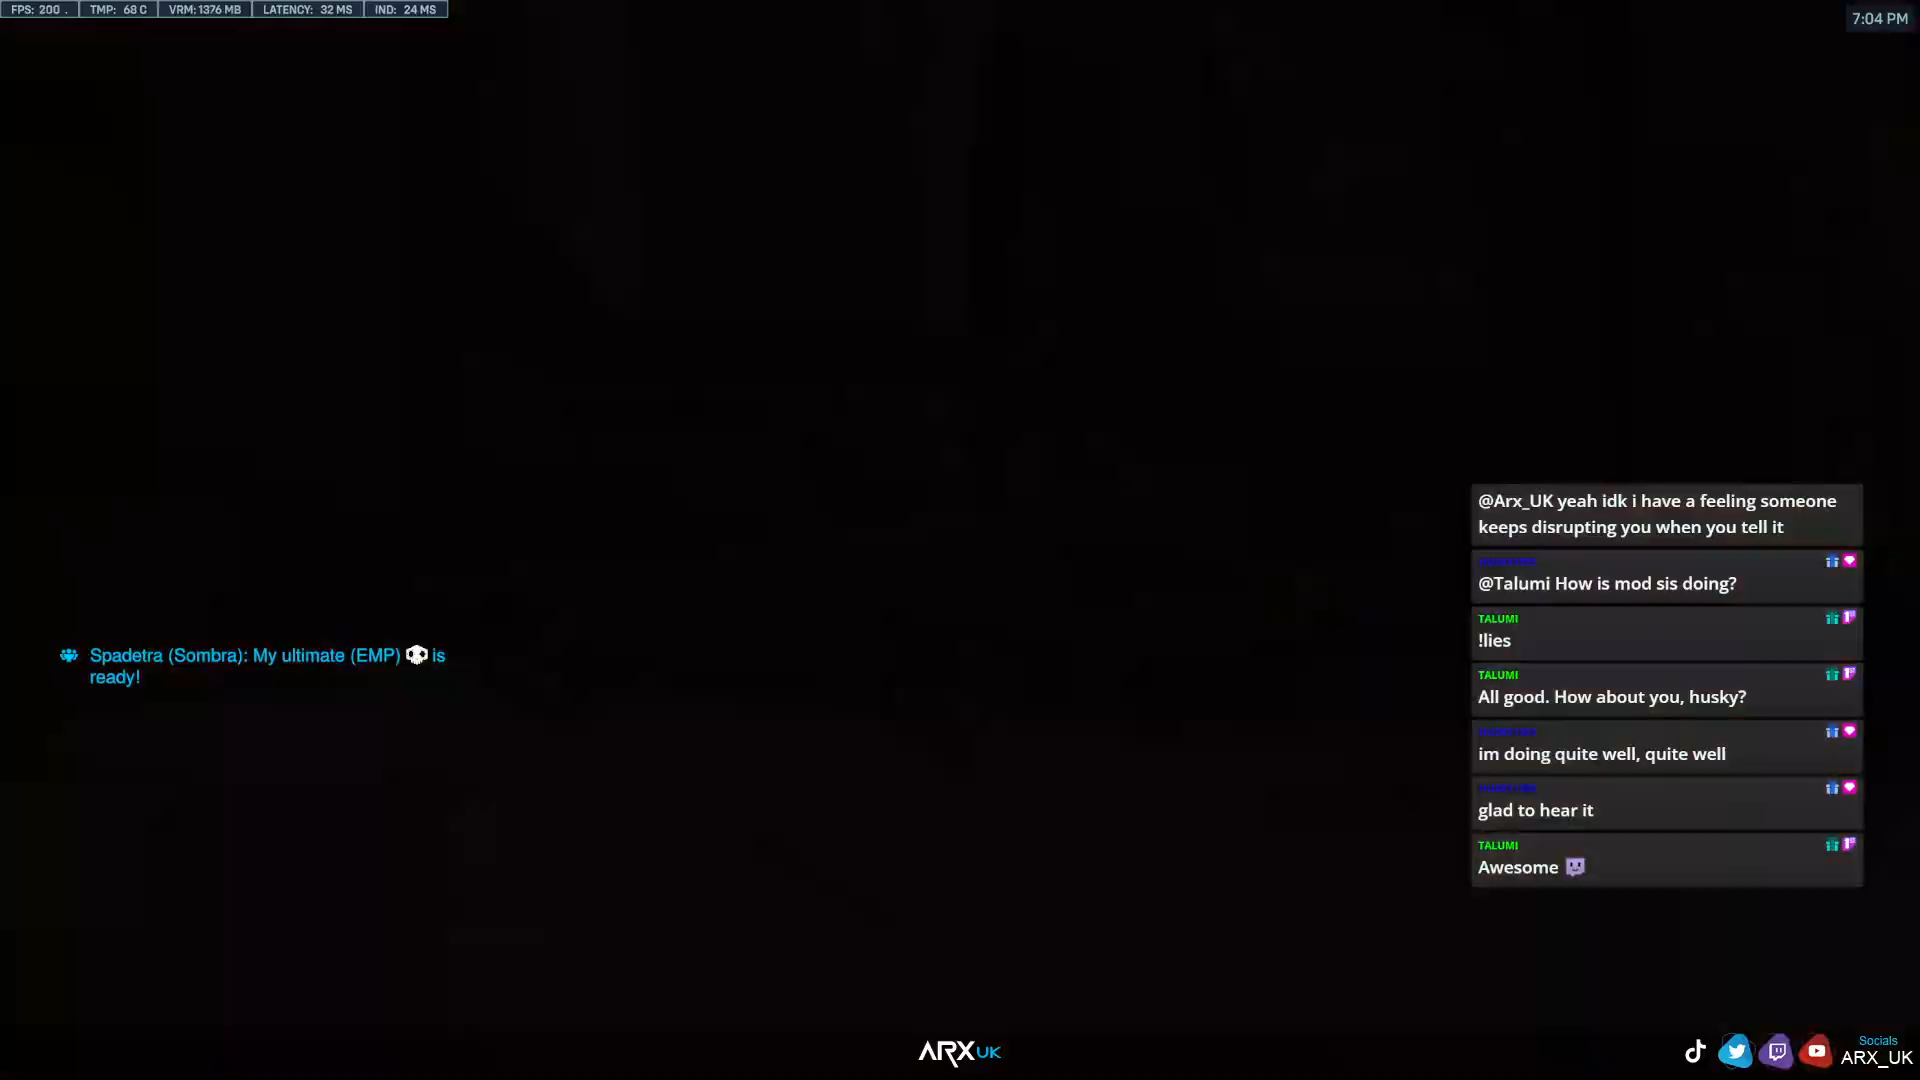 FPS: 200 .
TMP: 68 C
VRM: 1376 MB
LATENCY: 32 MS
IND: 24 MS
7:04 PM
@Arx_UK yeah idk i have a feeling someone
keeps disrupting you when you tell it
@Talumi How is mod sis doing?
TALUMI
!lies
TALUMI
All good. How about you, husky?
im doing quite well, quite well
glad to hear it
TALUMI
Awesome
Spadetra (Sombra): My ultimate (EMP) is
ready!
ARX UK
Socials
ARX_UK